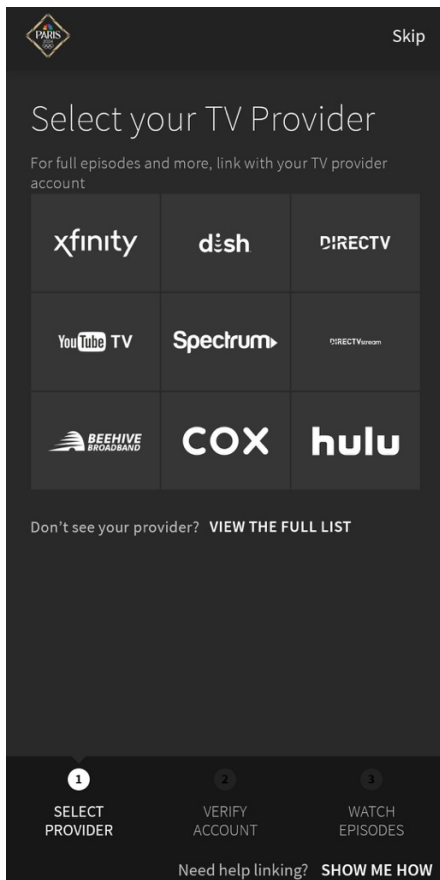 PARIS
2024
Skip
Select your TV Provider
For full episodes and more, link with your TV provider
account
xfinity
dish
DIRECTV
YouTube TV
Spectrum
DIRECTVstream
BEEHIVE
BROADBAND
COX
hulu
Don't see your provider? VIEW THE FULL LIST
1
2
3
SELECT
PROVIDER
VERIFY
ACCOUNT
WATCH
EPISODES
Need help linking? SHOW ME HOW